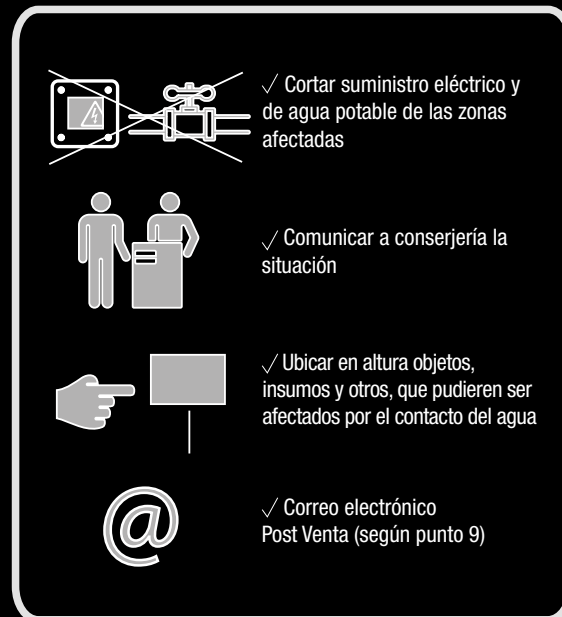 √ Cortar suministro eléctrico y
de agua potable de las zonas
afectadas
√ Comunicar a conserjería la
situación
√ Ubicar en altura objetos,
insumos y otros, que pudieren ser
afectados por el contacto del agua
@
√ Correo electrónico
Post Venta (según punto 9)